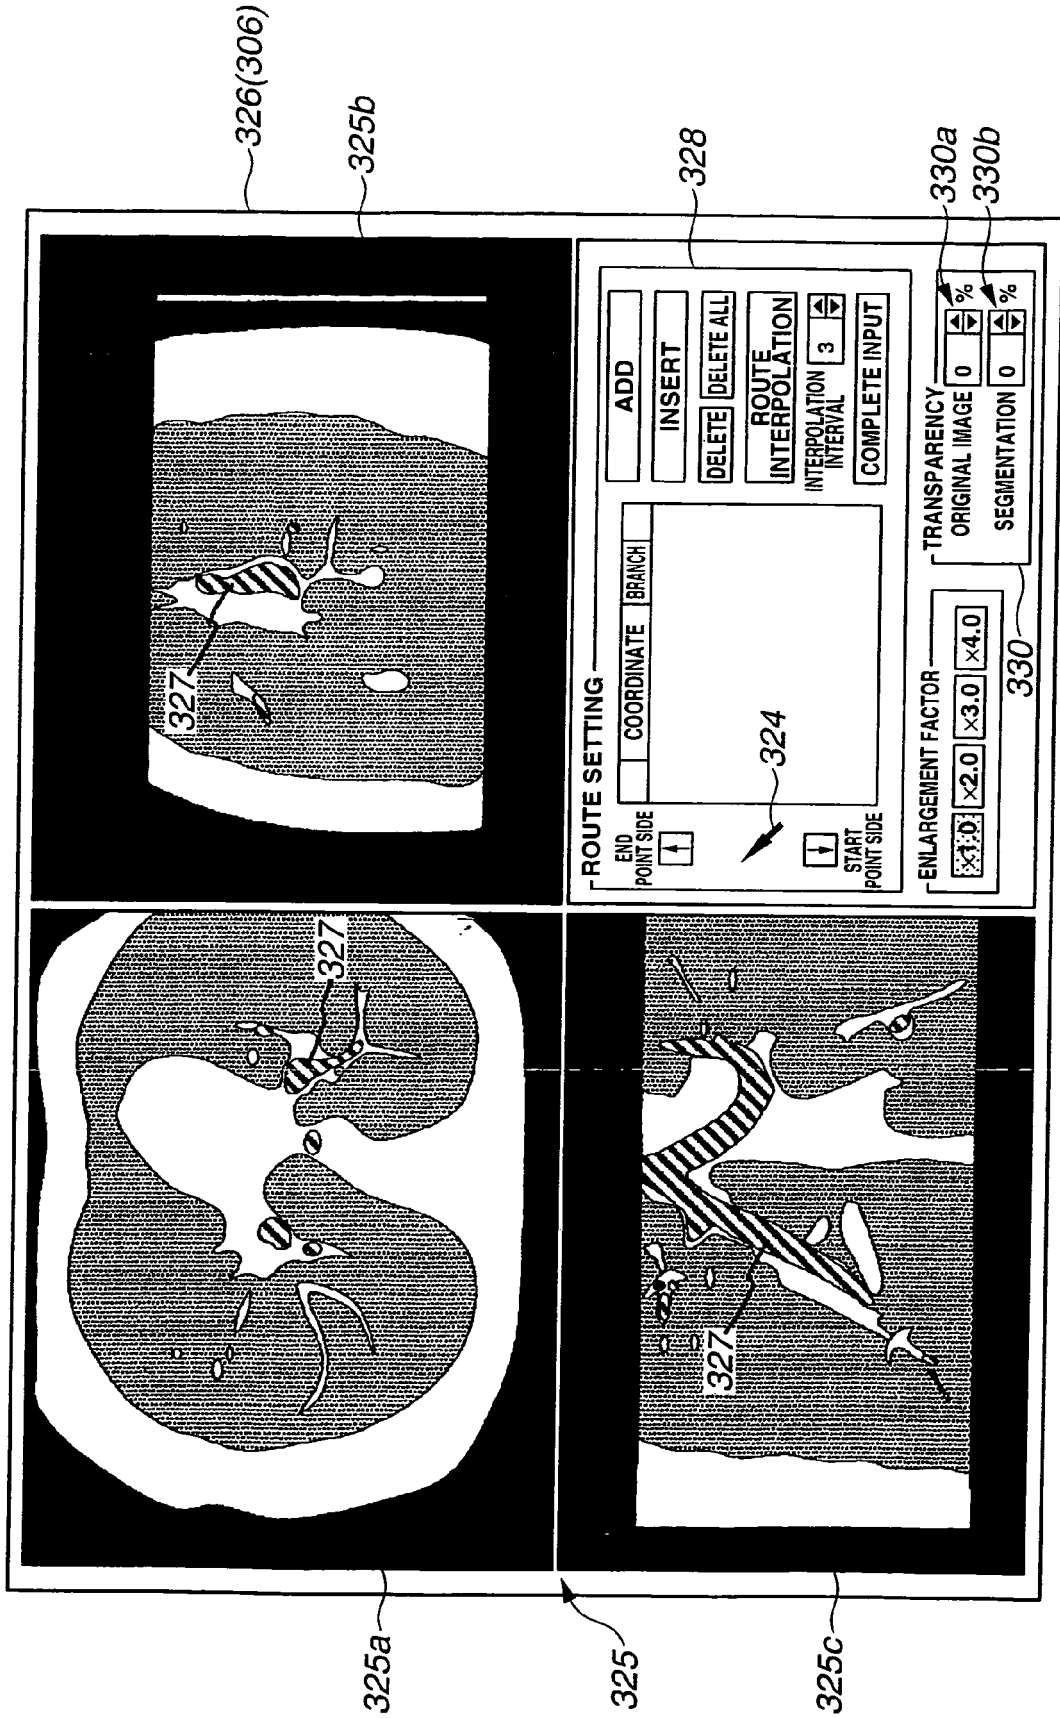 326(306)
325b
328
330a
330b
325a
325
325c
327
327
327
324
330
ROUTE SETTING
END
POINT SIDE
START
POINT SIDE
COORDINATE
BRANCH
ADD
INSERT
DELETE
DELETE ALL
ROUTE
INTERPOLATION
INTERPOLATION
INTERVAL
3
COMPLETE INPUT
ENLARGEMENT FACTOR
×1.0
×2.0
×3.0
×4.0
TRANSPARENCY
ORIGINAL IMAGE
0
%
SEGMENTATION
0
%